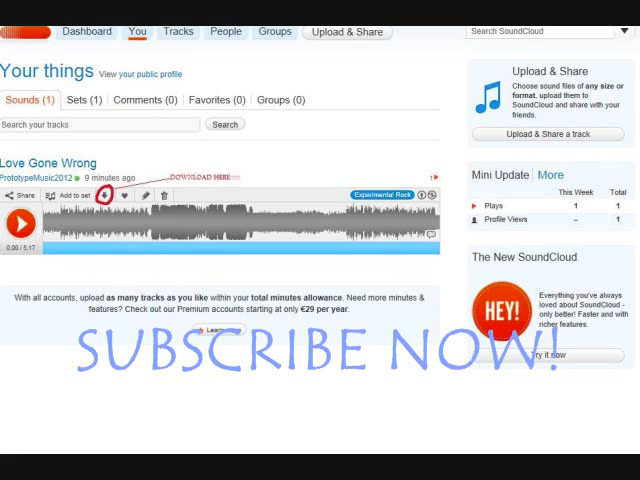 Dashboard You Tracks People Groups Upload & Share Search SoundCloud
Your things View your public profile
Sounds (1) Sets (1) Comments (0) Favorites (0) Groups (0)
Search your tracks Search
Love Gone Wrong
PrototypeMusic2012 9 minutes ago DOWNLOAD HERE 1
Share Add to set Experimental Rock
0.00 / 5.17
With all accounts, upload as many tracks as you like within your total minutes allowance. Need more minutes &
features? Check out our Premium accounts starting at only €29 per year.
Learn
SUBSCRIBE NOW!
Upload & Share
Choose sound files of any size or
format, upload them to
SoundCloud and share with your
friends.
Upload & Share a track
Mini Update More
This Week Total
Plays 1 1
Profile Views – 1
The New SoundCloud
HEY!
Everything you've always
loved about SoundCloud -
only better! Faster and with
richer features.
Try it now